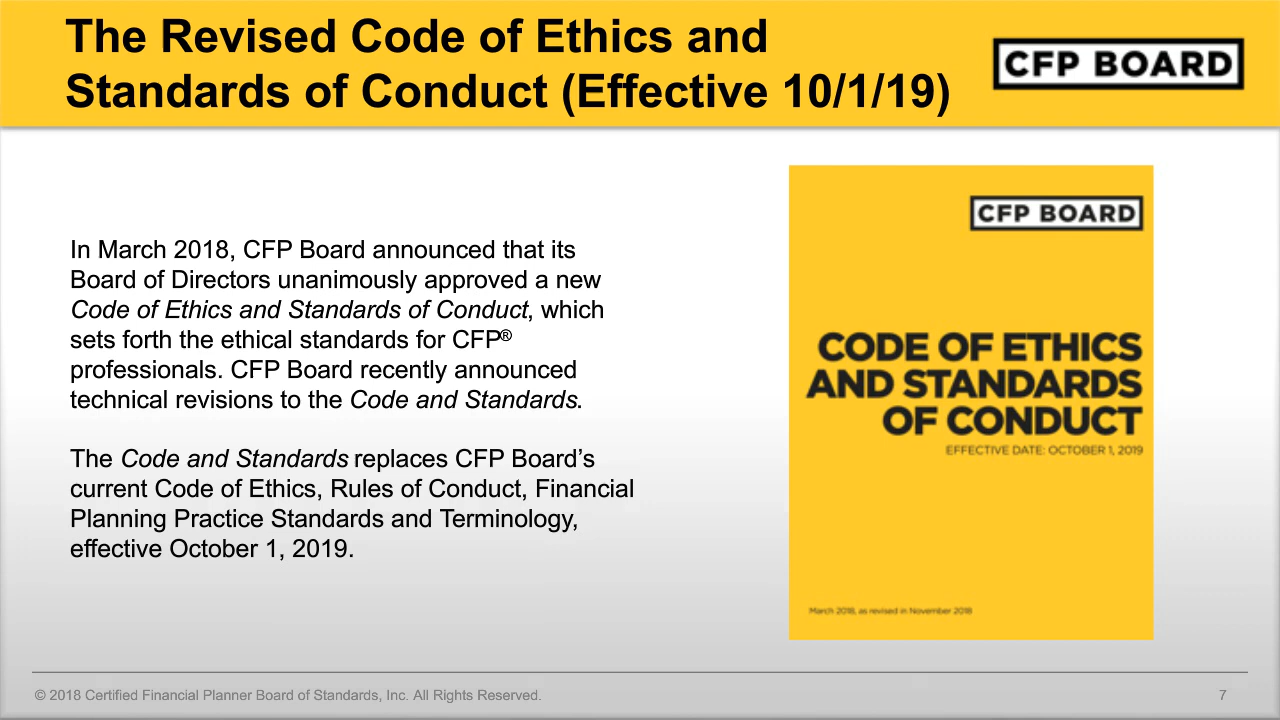 The Revised Code of Ethics and
Standards of Conduct (Effective 10/1/19)
CFP BOARD
In March 2018, CFP Board announced that its
Board of Directors unanimously approved a new
Code of Ethics and Standards of Conduct, which
sets forth the ethical standards for CFP®
professionals. CFP Board recently announced
technical revisions to the Code and Standards.
The Code and Standards replaces CFP Board’s
current Code of Ethics, Rules of Conduct, Financial
Planning Practice Standards and Terminology,
effective October 1, 2019.
CFP BOARD
CODE OF ETHICS
AND STANDARDS
OF CONDUCT
EFFECTIVE DATE: OCTOBER 1, 2019
March 2018, as revised in November 2018
© 2018 Certified Financial Planner Board of Standards, Inc. All Rights Reserved.
7